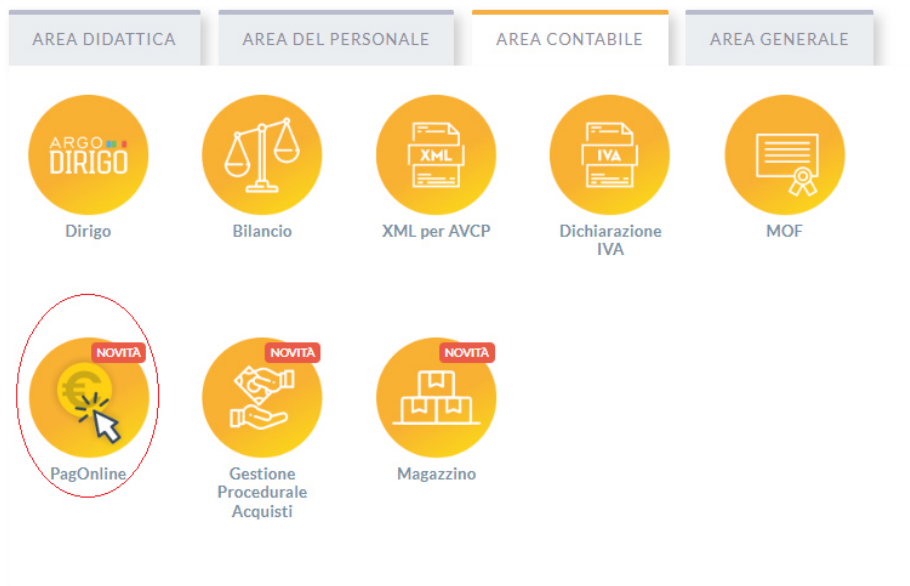 AREA DIDATTICA
AREA DEL PERSONALE
AREA CONTABILE
AREA GENERALE
ARGO
DIRIGO
XML
IVA
Dirigo
Bilancio
XML per AVCP
Dichiarazione
IVA
MOF
NOVITÀ
NOVITÀ
NOVITÀ
€
PagOnline
Gestione
Procedurale
Acquisti
Magazzino